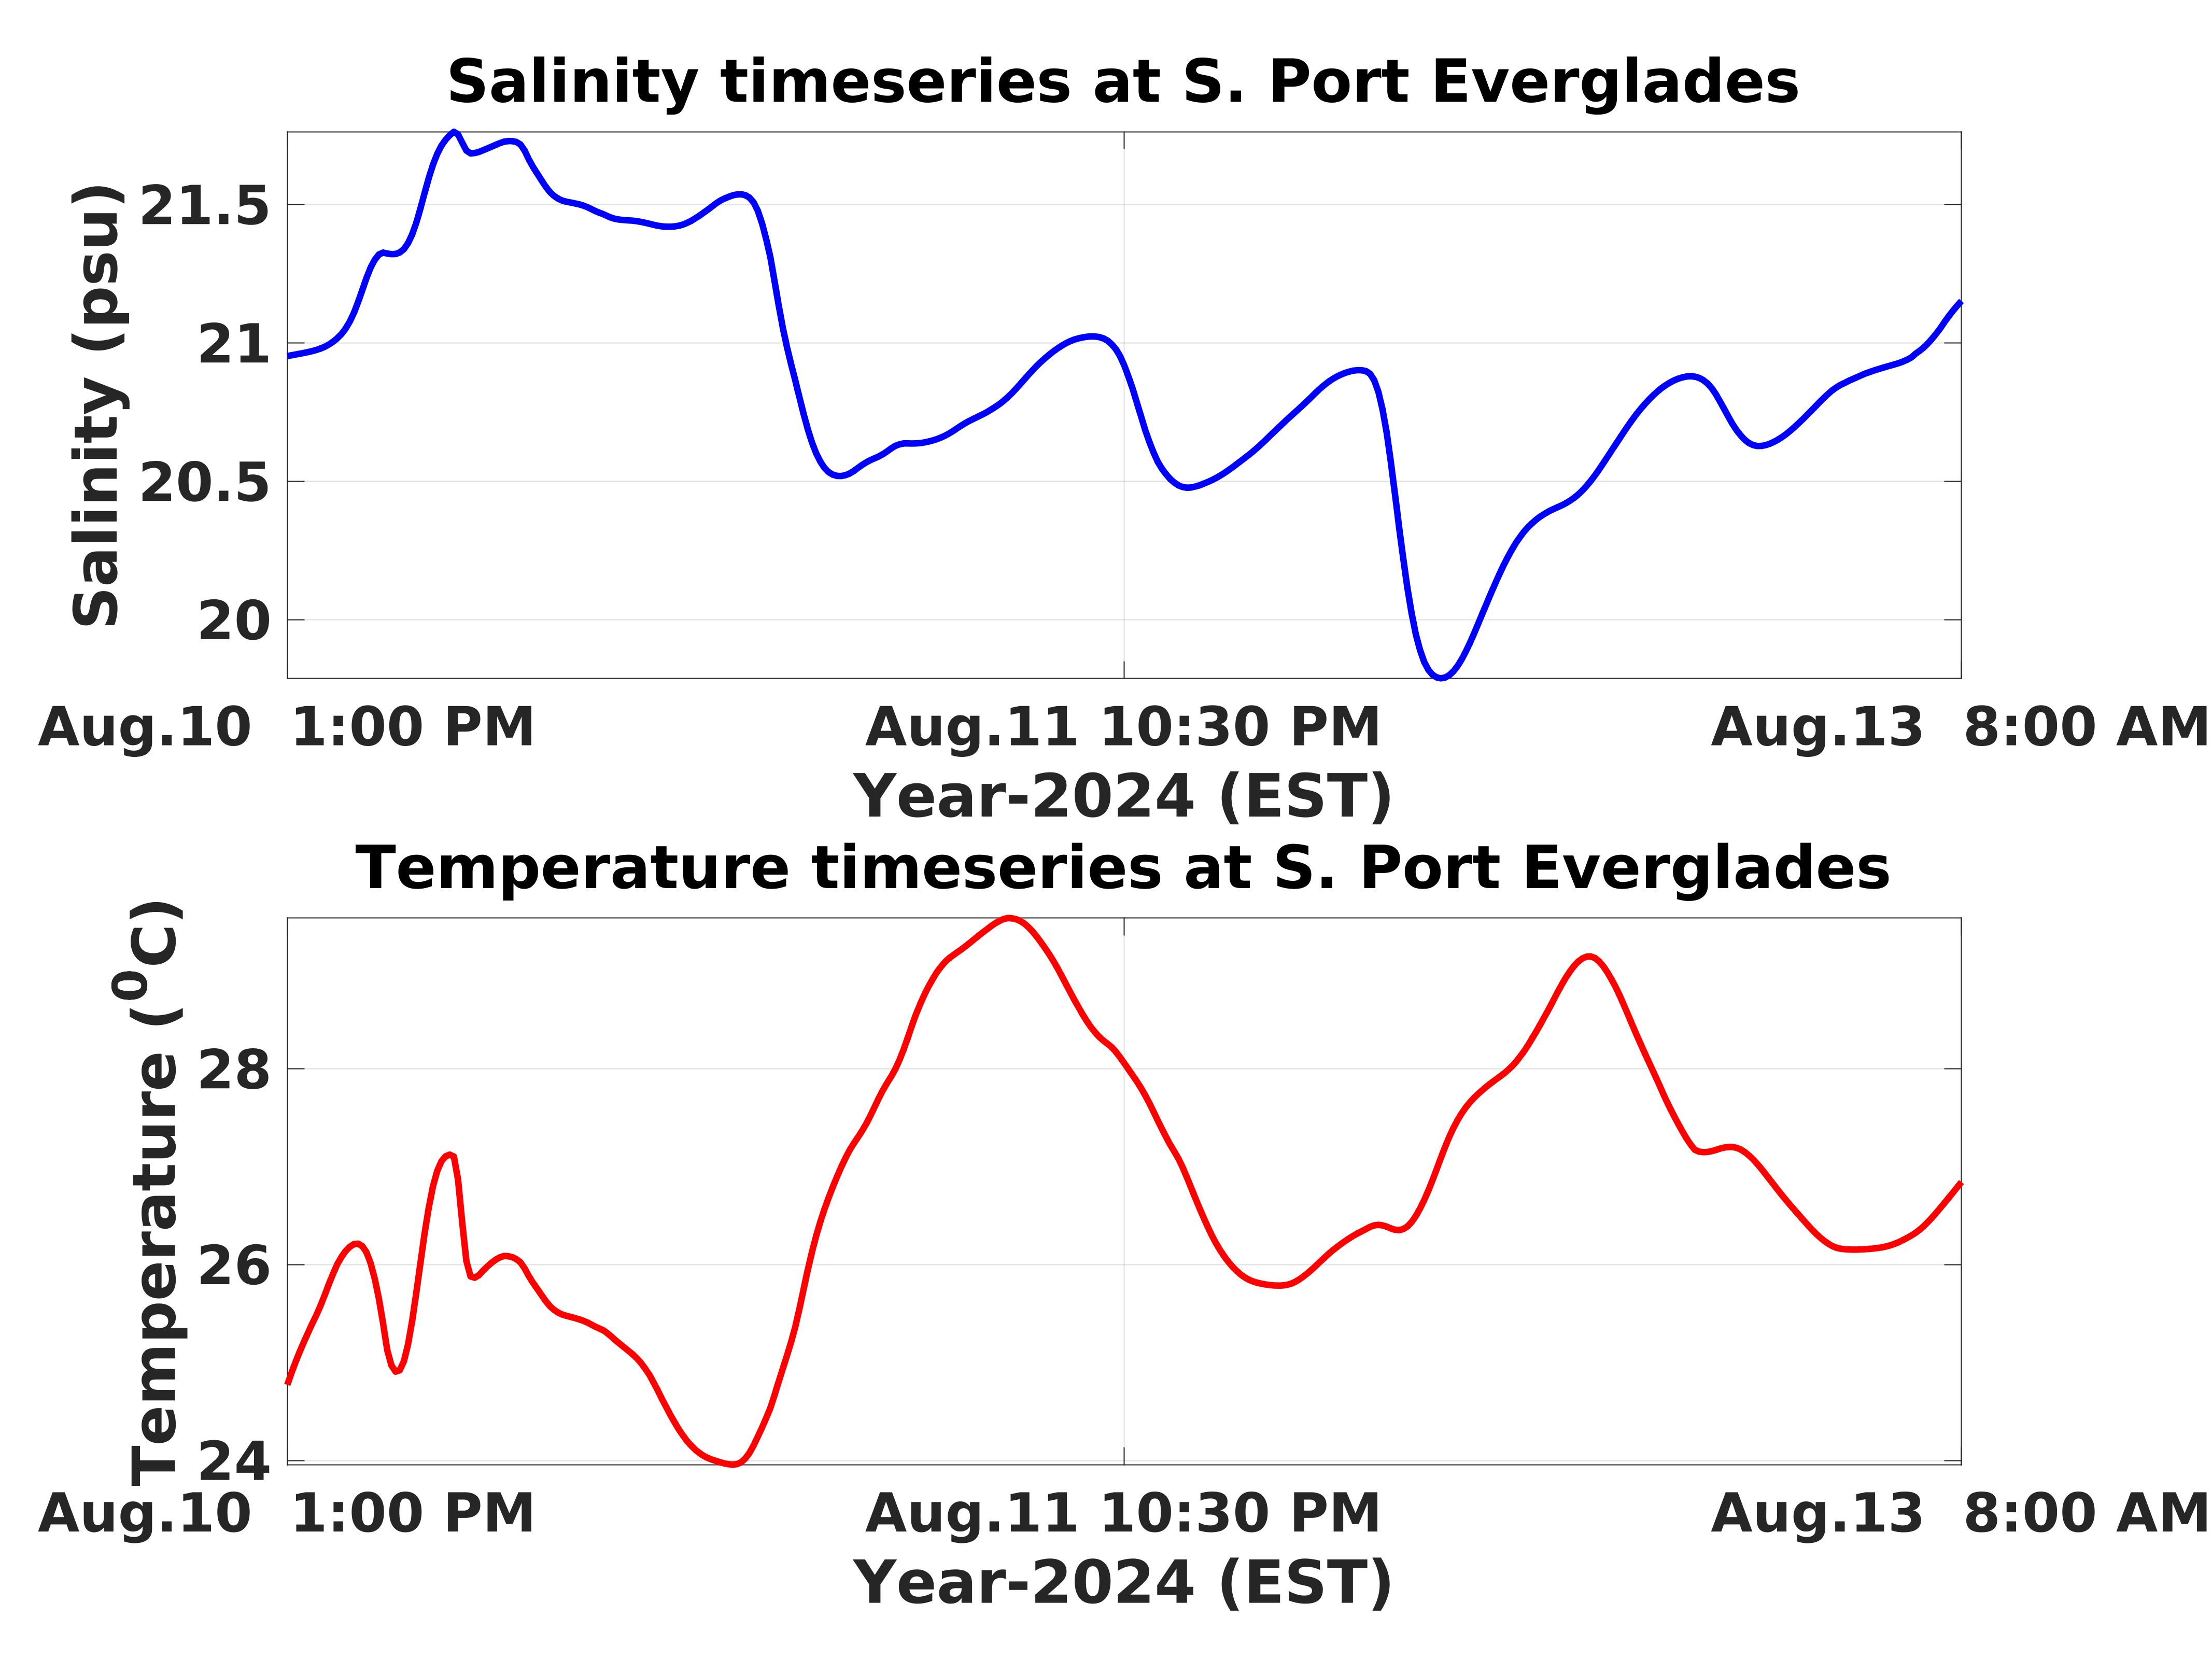 Salinity timeseries at S. Port Everglades
Salinity (psu)
21.5
21
20.5
20
Aug.10  1:00 PM
Aug.11 10:30 PM
Aug.13  8:00 AM
Year-2024 (EST)
Temperature timeseries at S. Port Everglades
Temperature (⁰C)
28
26
24
Aug.10  1:00 PM
Aug.11 10:30 PM
Aug.13  8:00 AM
Year-2024 (EST)